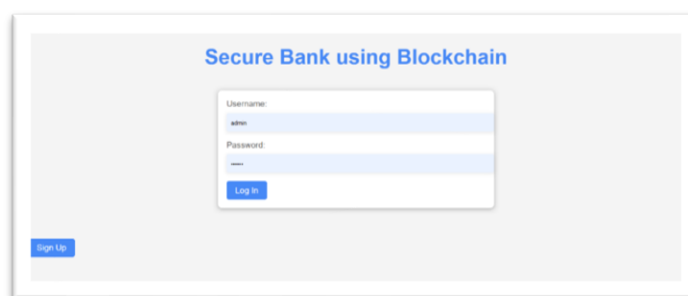 Secure Bank using Blockchain
Username:
admin
Password:
Log In
Sign Up